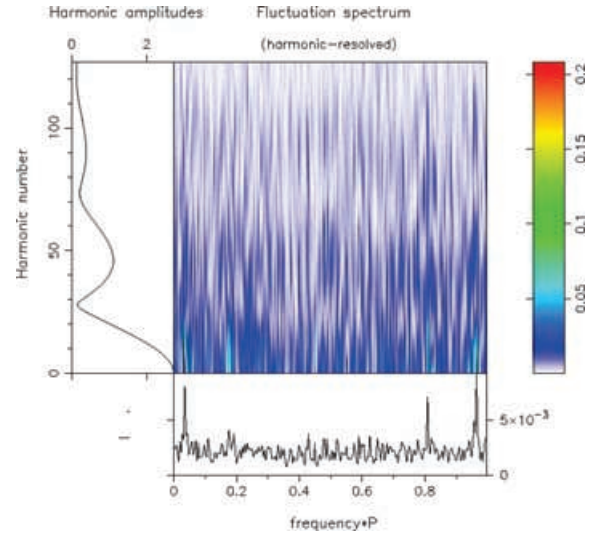 Harmonic amplitudes
Fluctuation spectrum
0 2
(harmonic-resolved)
Harmonic number
100
50
0
0.2
0.15
0.1
0.05
5×10⁻³
0
0 0.2 0.4 0.6 0.8
frequency*P